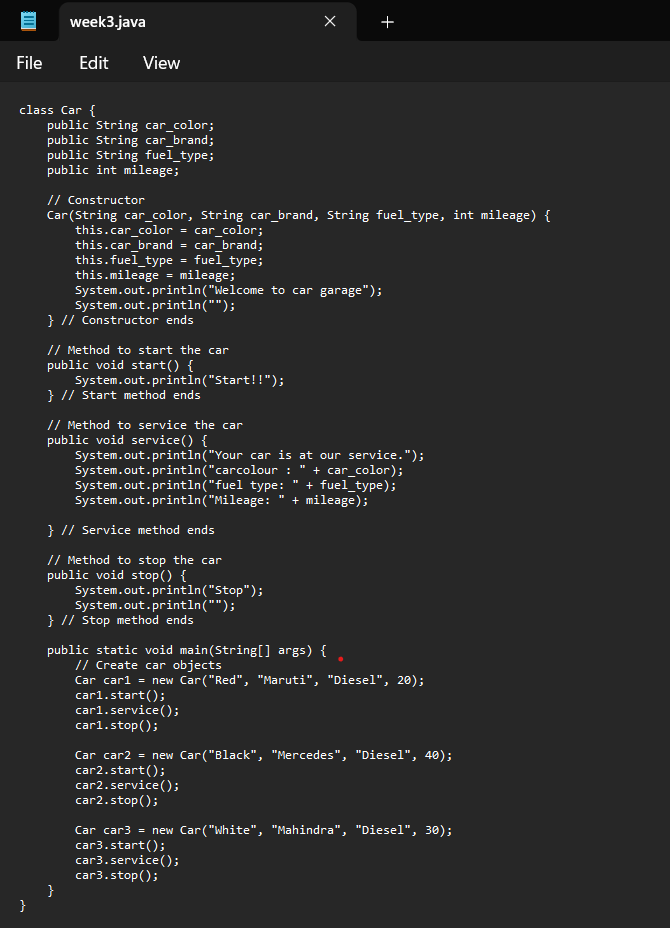 week3.java
File Edit View
class Car {
    public String car_color;
    public String car_brand;
    public String fuel_type;
    public int mileage;

    // Constructor
    Car(String car_color, String car_brand, String fuel_type, int mileage) {
        this.car_color = car_color;
        this.car_brand = car_brand;
        this.fuel_type = fuel_type;
        this.mileage = mileage;
        System.out.println("Welcome to car garage");
        System.out.println("");
    } // Constructor ends

    // Method to start the car
    public void start() {
        System.out.println("Start!!");
    } // Start method ends

    // Method to service the car
    public void service() {
        System.out.println("Your car is at our service.");
        System.out.println("carcolour : " + car_color);
        System.out.println("fuel type: " + fuel_type);
        System.out.println("Mileage: " + mileage);

    } // Service method ends

    // Method to stop the car
    public void stop() {
        System.out.println("Stop");
        System.out.println("");
    } // Stop method ends

    public static void main(String[] args) {
        // Create car objects
        Car car1 = new Car("Red", "Maruti", "Diesel", 20);
        car1.start();
        car1.service();
        car1.stop();

        Car car2 = new Car("Black", "Mercedes", "Diesel", 40);
        car2.start();
        car2.service();
        car2.stop();

        Car car3 = new Car("White", "Mahindra", "Diesel", 30);
        car3.start();
        car3.service();
        car3.stop();
    }
}